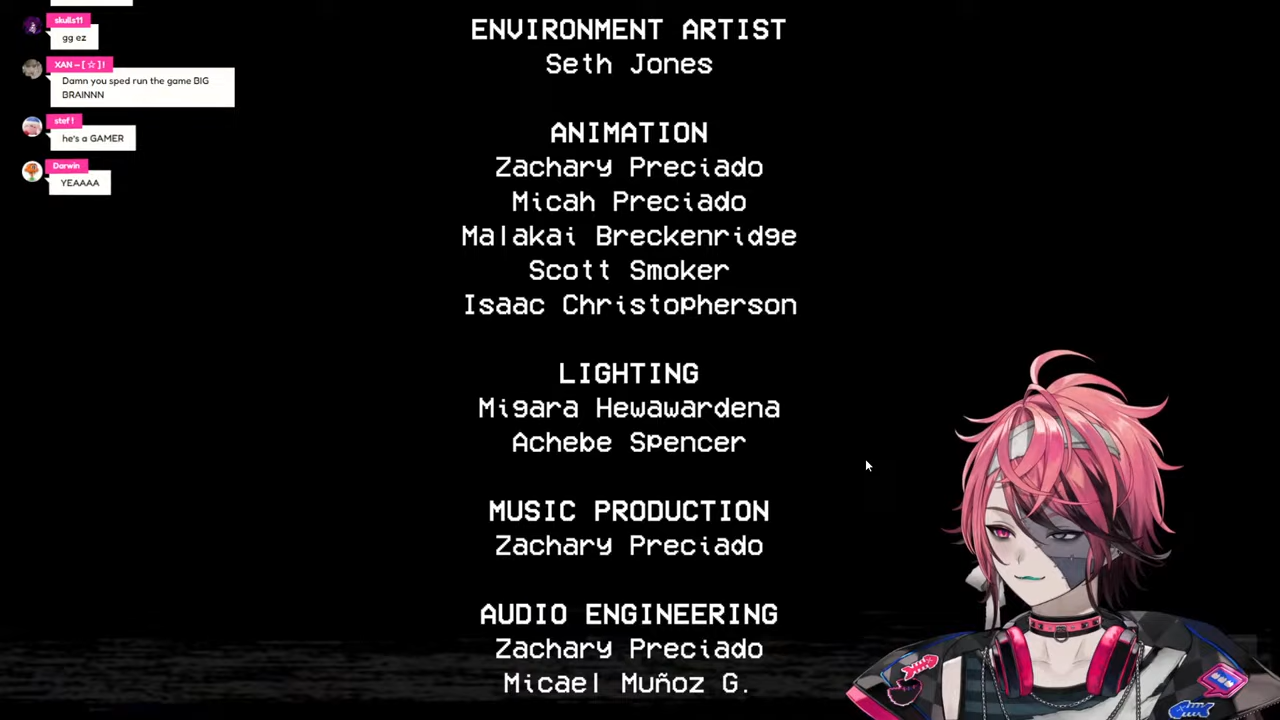 skulls11
gg ez
XAN ~ [ ☆ ] !
Damn you sped run the game BIG
BRAINNN
stef !
he's a GAMER
Darwin
YEAAAA
ENVIRONMENT ARTIST
Seth Jones
ANIMATION
Zachary Preciado
Micah Preciado
Malakai Breckenridge
Scott Smoker
Isaac Christopherson
LIGHTING
Migara Hewawardena
Achebe Spencer
MUSIC PRODUCTION
Zachary Preciado
AUDIO ENGINEERING
Zachary Preciado
Micael Muñoz G.